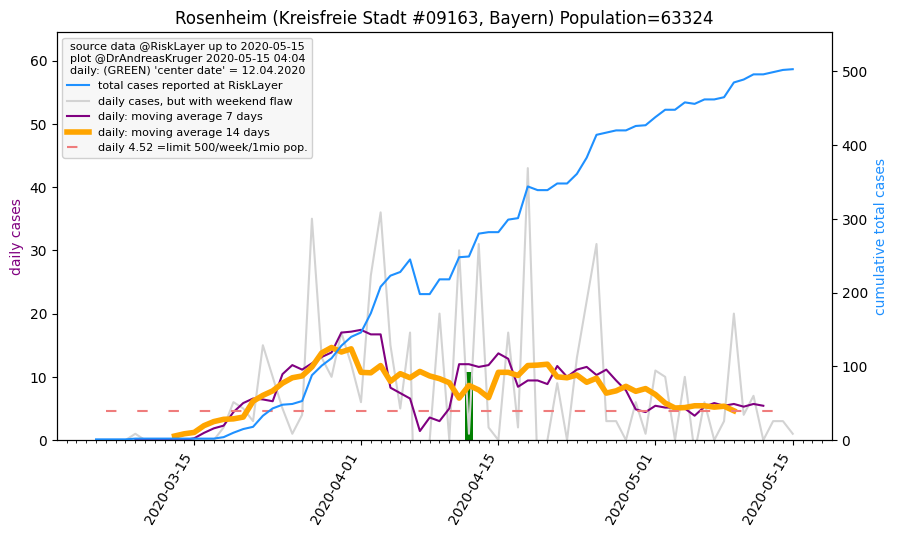 Rosenheim (Kreisfreie Stadt #09163, Bayern) Population=63324
source data @RiskLayer up to 2020-05-15
plot @DrAndreasKruger 2020-05-15 04:04
daily: (GREEN) 'center date' = 12.04.2020
total cases reported at RiskLayer
daily cases, but with weekend flaw
daily: moving average 7 days
daily: moving average 14 days
daily 4.52 =limit 500/week/1mio pop.
daily cases
60
50
40
30
20
10
0
cumulative total cases
500
400
300
200
100
0
2020-03-15
2020-04-01
2020-04-15
2020-05-01
2020-05-15